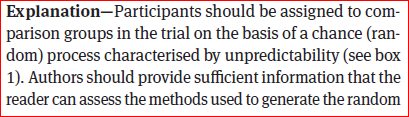 Explanation—Participants should be assigned to com-
parison groups in the trial on the basis of a chance (ran-
dom) process characterised by unpredictability (see box
1). Authors should provide sufficient information that the
reader can assess the methods used to generate the random